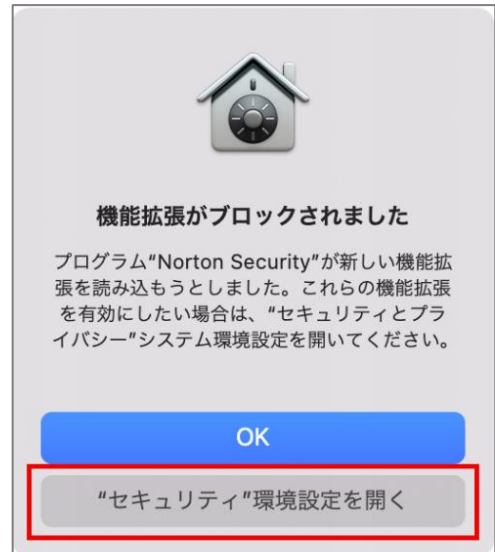 機能拡張がブロックされました
プログラム“Norton Security”が新しい機能拡
張を読み込もうとしました。これらの機能拡張
を有効にしたい場合は、“セキュリティとプラ
イバシー”システム環境設定を開いてください。
OK
“セキュリティ”環境設定を開く